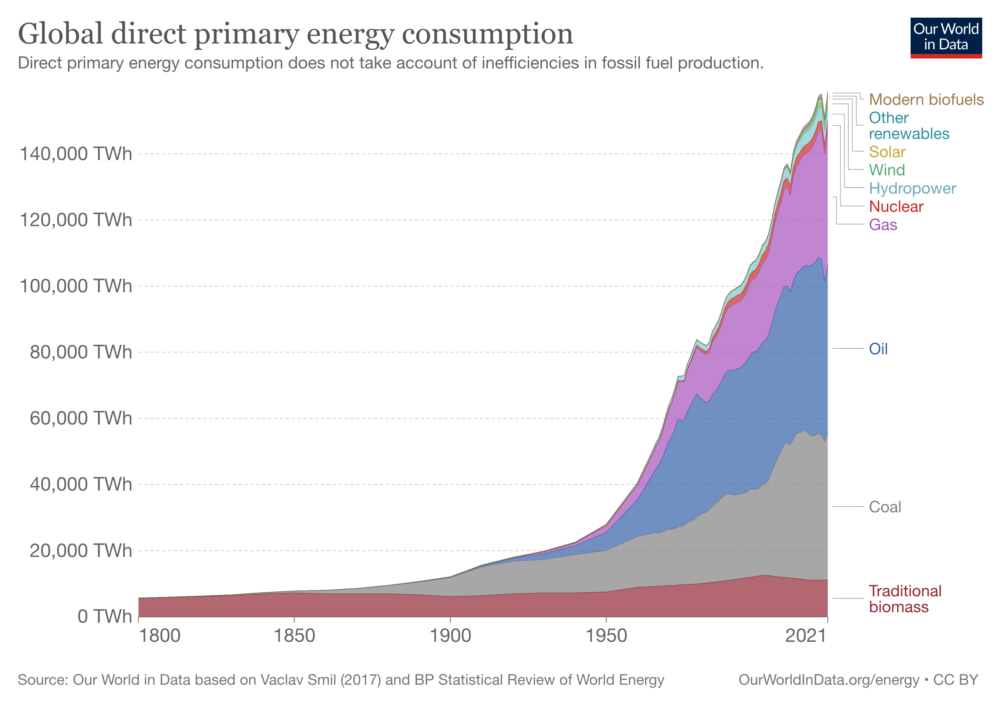 Global direct primary energy consumption
Direct primary energy consumption does not take account of inefficiencies in fossil fuel production.
Our World
in Data
140,000 TWh
120,000 TWh
100,000 TWh
80,000 TWh
60,000 TWh
40,000 TWh
20,000 TWh
0 TWh
1800
1850
1900
1950
2021
Modern biofuels
Other
renewables
Solar
Wind
Hydropower
Nuclear
Gas
Oil
Coal
Traditional
biomass
Source: Our World in Data based on Vaclav Smil (2017) and BP Statistical Review of World Energy
OurWorldInData.org/energy • CC BY